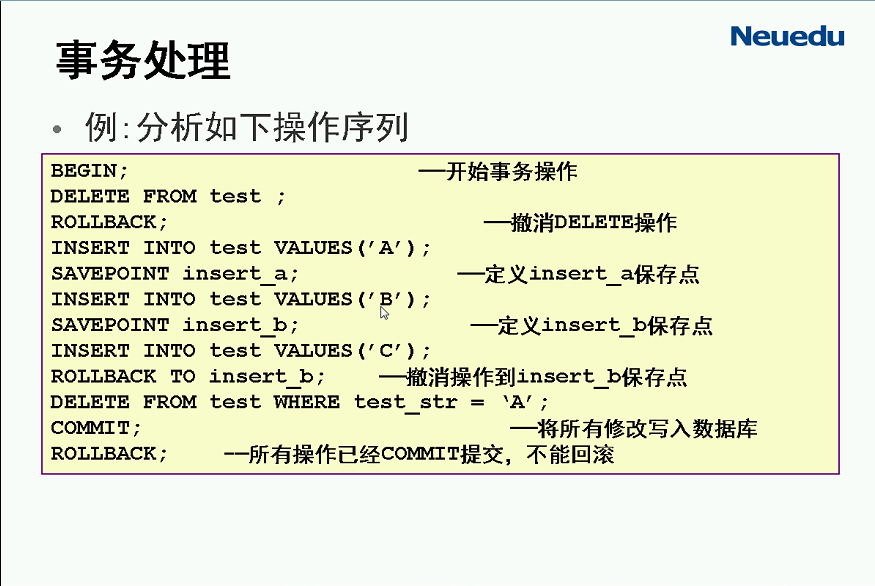 Neuedu
事务处理
• 例:分析如下操作序列
BEGIN; --开始事务操作
DELETE FROM test ;
ROLLBACK; --撤消DELETE操作
INSERT INTO test VALUES('A');
SAVEPOINT insert_a; --定义insert_a保存点
INSERT INTO test VALUES('B');
SAVEPOINT insert_b; --定义insert_b保存点
INSERT INTO test VALUES('C');
ROLLBACK TO insert_b; --撤消操作到insert_b保存点
DELETE FROM test WHERE test_str = ‘A’;
COMMIT; --将所有修改写入数据库
ROLLBACK; --所有操作已经COMMIT提交，不能回滚